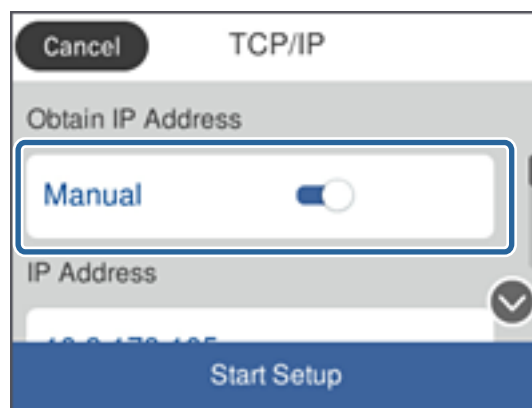 Cancel TCP/IP
Obtain IP Address
Manual
IP Address
Start Setup